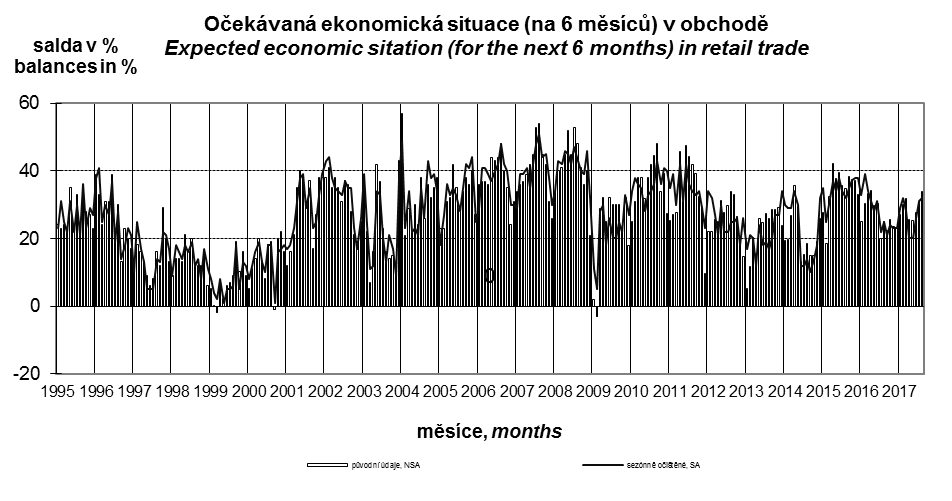 Očekávaná ekonomická situace (na 6 měsíců) v obchodě
Expected economic sitation (for the next 6 months) in retail trade
salda v %
balances in %
60
40
20
0
-20
1995 1996 1997 1998 1999 2000 2001 2002 2003 2004 2005 2006 2007 2008 2009 2010 2011 2012 2013 2014 2015 2016 2017
měsíce, months
původní údaje, NSA
sezónně očištěné, SA